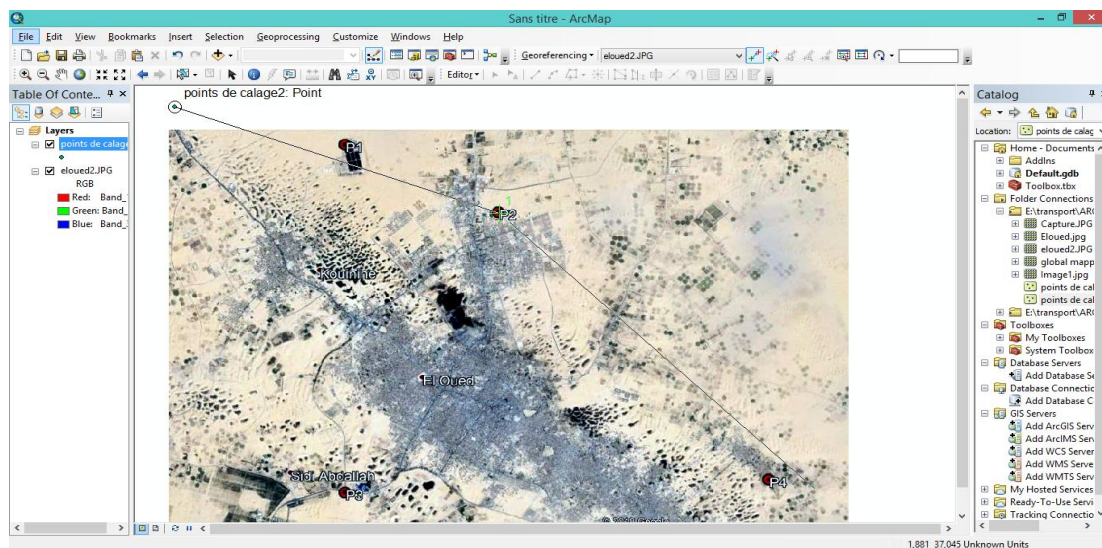 Sans titre - ArcMap
File Edit View Bookmarks Insert Selection Geoprocessing Customize Windows Help
Georeferencing eloued2.JPG
Editor
Table Of Conte...
points de calage2: Point
Catalog
Location: points de calag
Layers
points de calage
eloued2.JPG
RGB
Red: Band_
Green: Band_
Blue: Band_
P1
1
P2
Kouinine
El Oued
Sidi Abdallah
P3
P4
Home - Documents
AddIns
Default.gdb
Toolbox.tbx
Folder Connections
E:\transport\ARC
Capture.JPG
Eloued.jpg
eloued2.JPG
global mapp
Image1.jpg
points de cal
points de cal
E:\transport\ARC
Toolboxes
My Toolboxes
System Toolbox
Database Servers
Add Database Se
Database Connectic
Add Database C
GIS Servers
Add ArcGIS Serv
Add ArcIMS Serv
Add WCS Server
Add WMS Serve
Add WMTS Serv
My Hosted Services
Ready-To-Use Servi
Tracking Connectio
1,881 37,045 Unknown Units